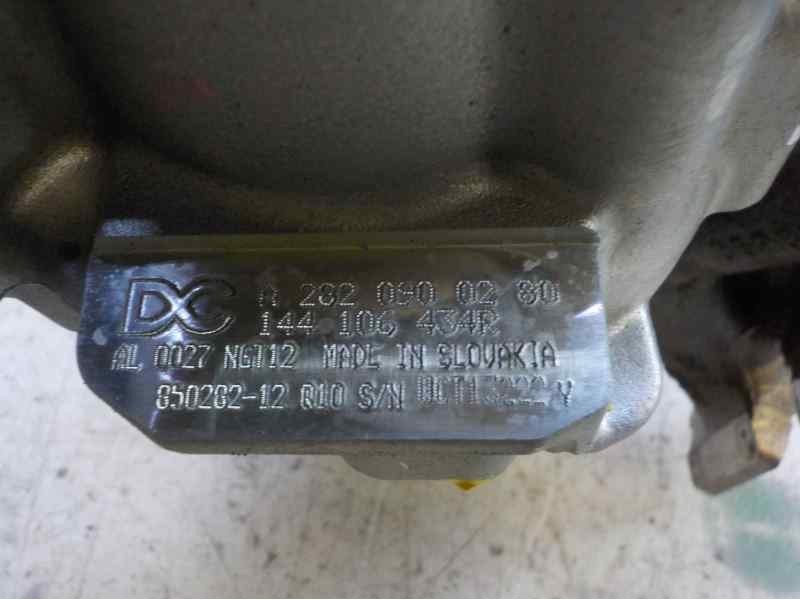 DC A 282 090 02 80
144 106 434R
AL 0027 NGT12 MADE IN SLOVAKIA
850282-12 R10 S/N